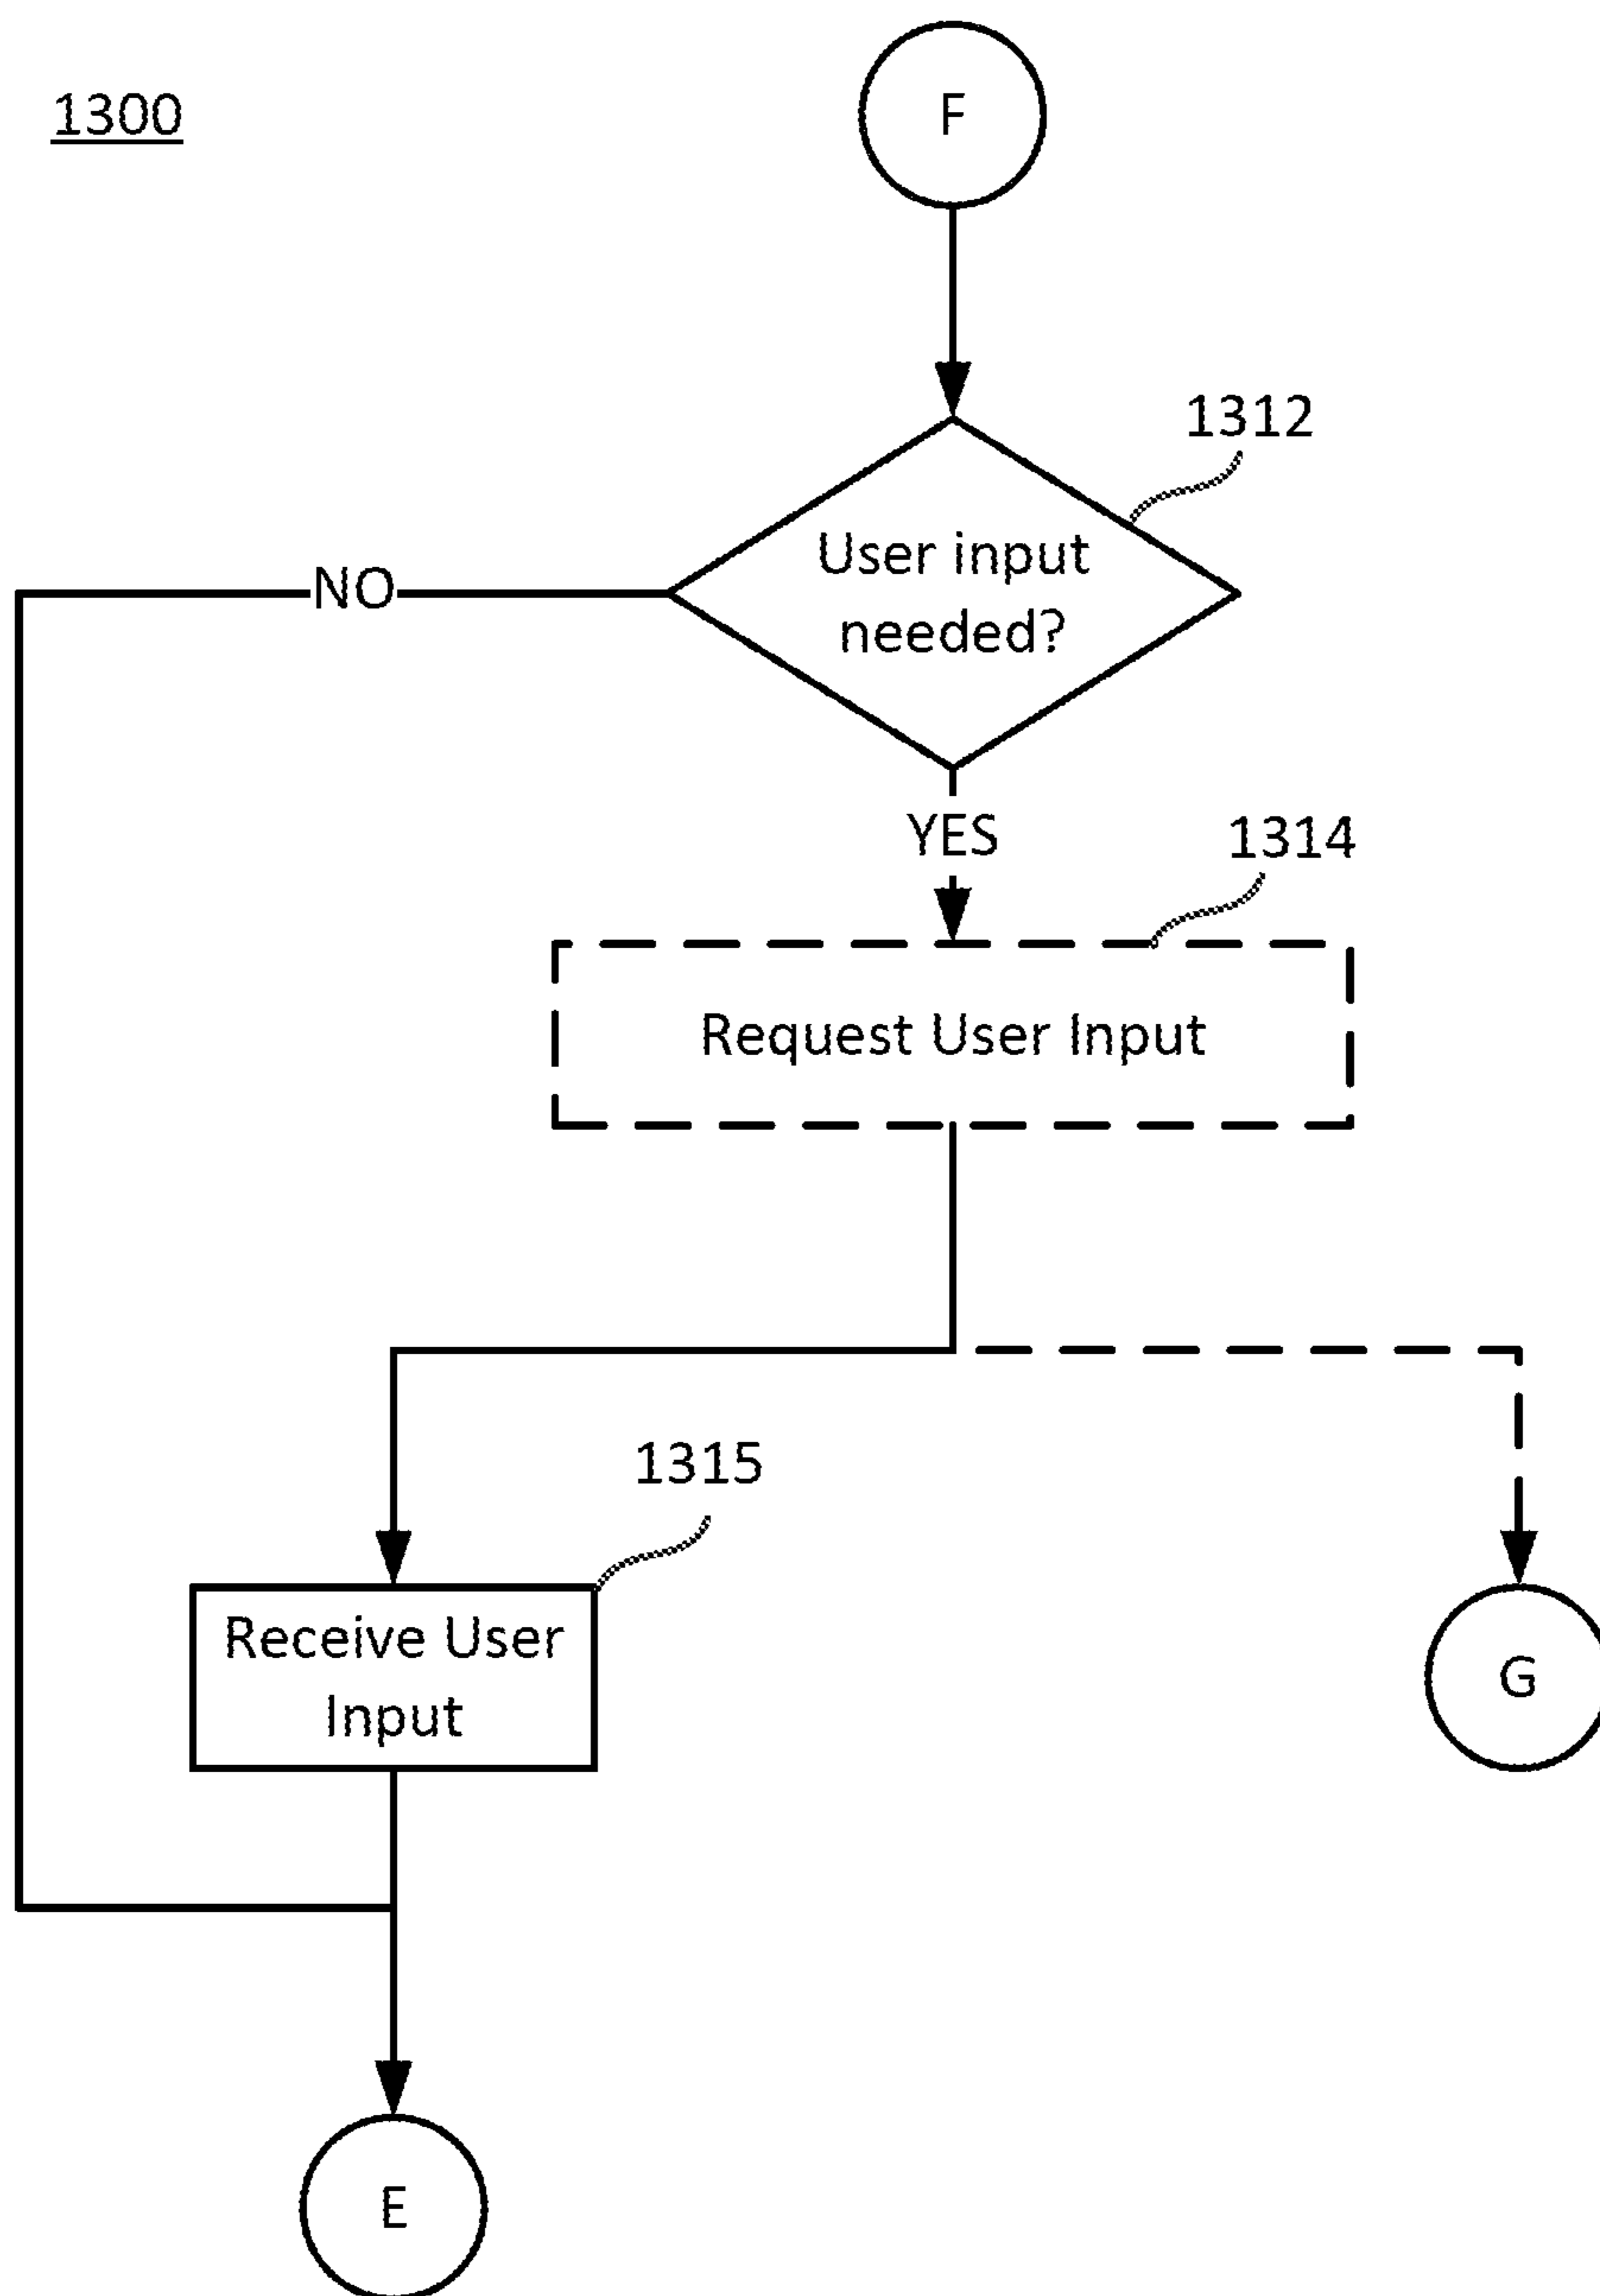 1300
F
1312
User input
needed?
NO
YES
1314
Request User Input
1315
Receive User
Input
G
E